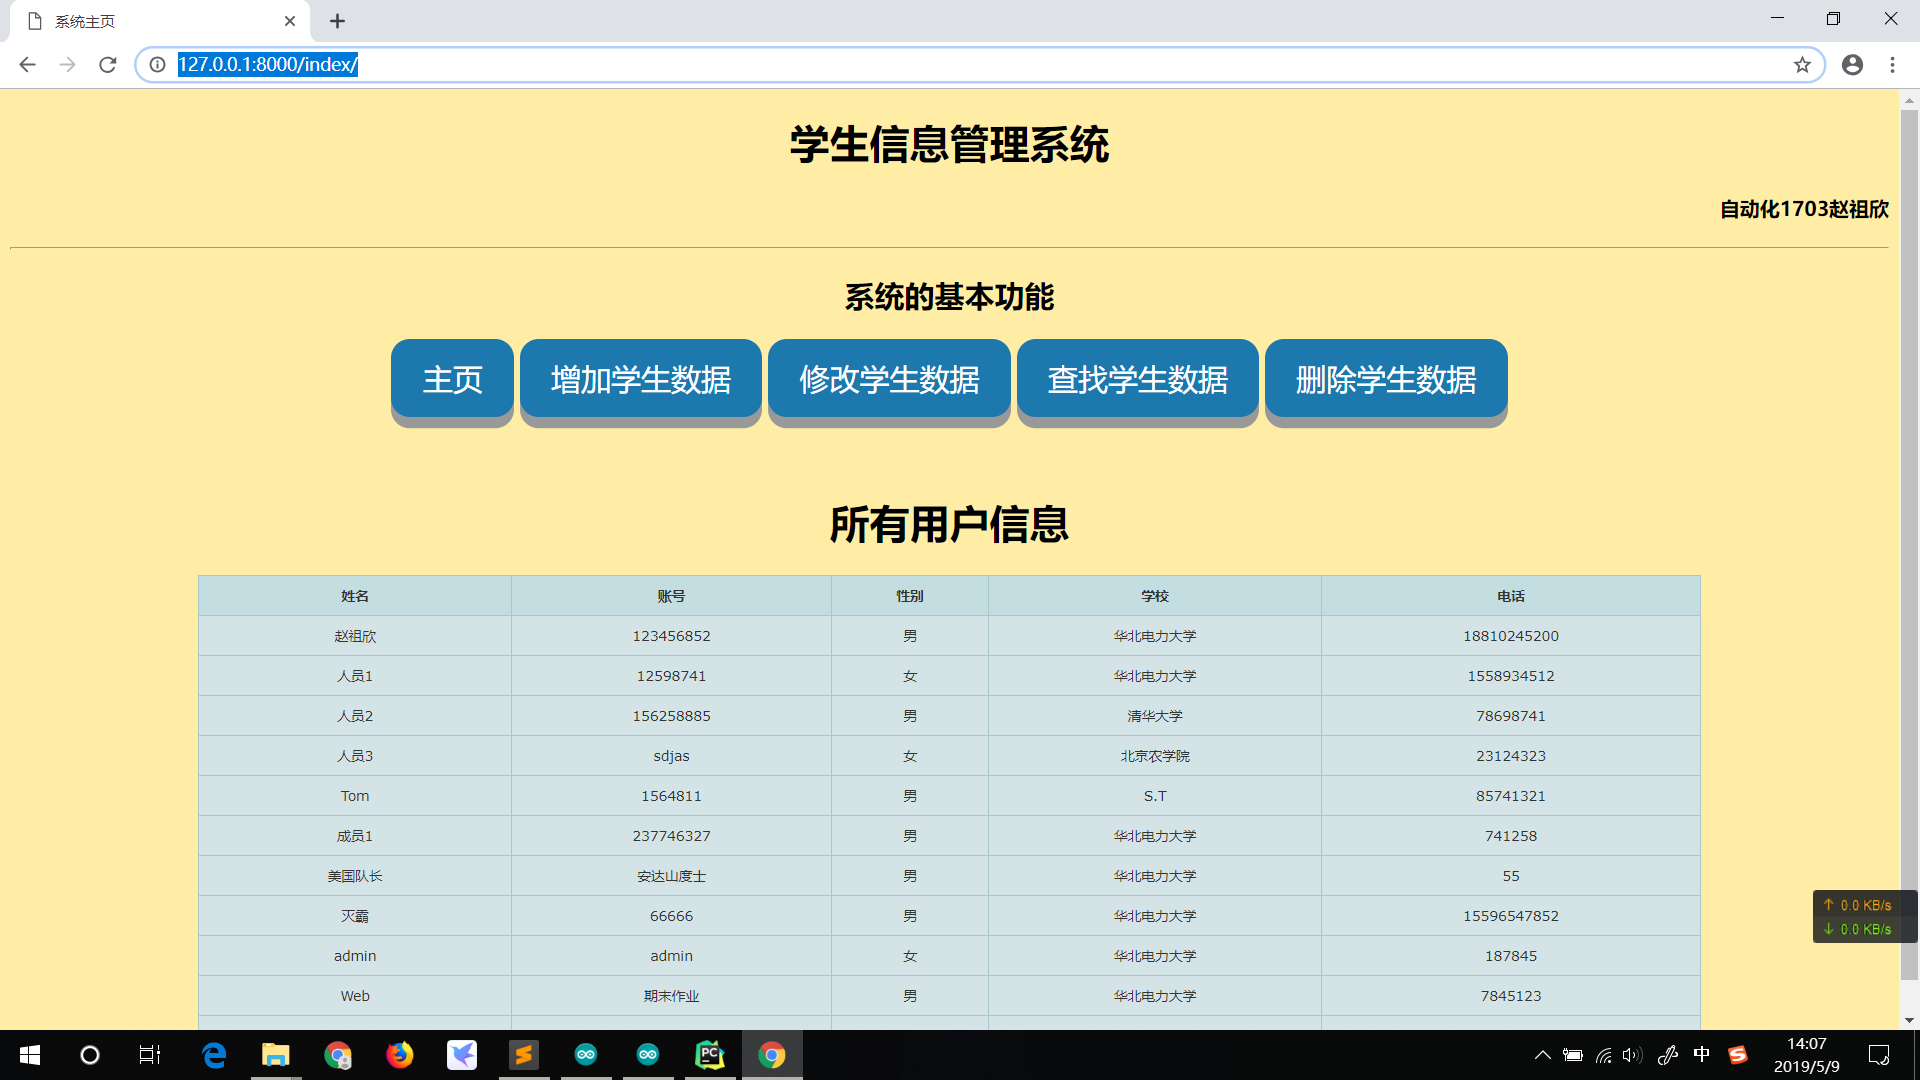 系统主页
127.0.0.1:8000/index/
学生信息管理系统
自动化1703赵祖欣
系统的基本功能
主页 增加学生数据 修改学生数据 查找学生数据 删除学生数据
所有用户信息
姓名 账号 性别 学校 电话
赵祖欣 123456852 男 华北电力大学 18810245200
人员1 12598741 女 华北电力大学 1558934512
人员2 156258885 男 清华大学 78698741
人员3 sdjas 女 北京农学院 23124323
Tom 1564811 男 S.T 85741321
成员1 237746327 男 华北电力大学 741258
美国队长 安达山度士 男 华北电力大学 55
灭霸 66666 男 华北电力大学 15596547852
admin admin 女 华北电力大学 187845
Web 期末作业 男 华北电力大学 7845123
↑ 0.0 KB/s
↓ 0.0 KB/s
PC
中
S
14:07
2019/5/9